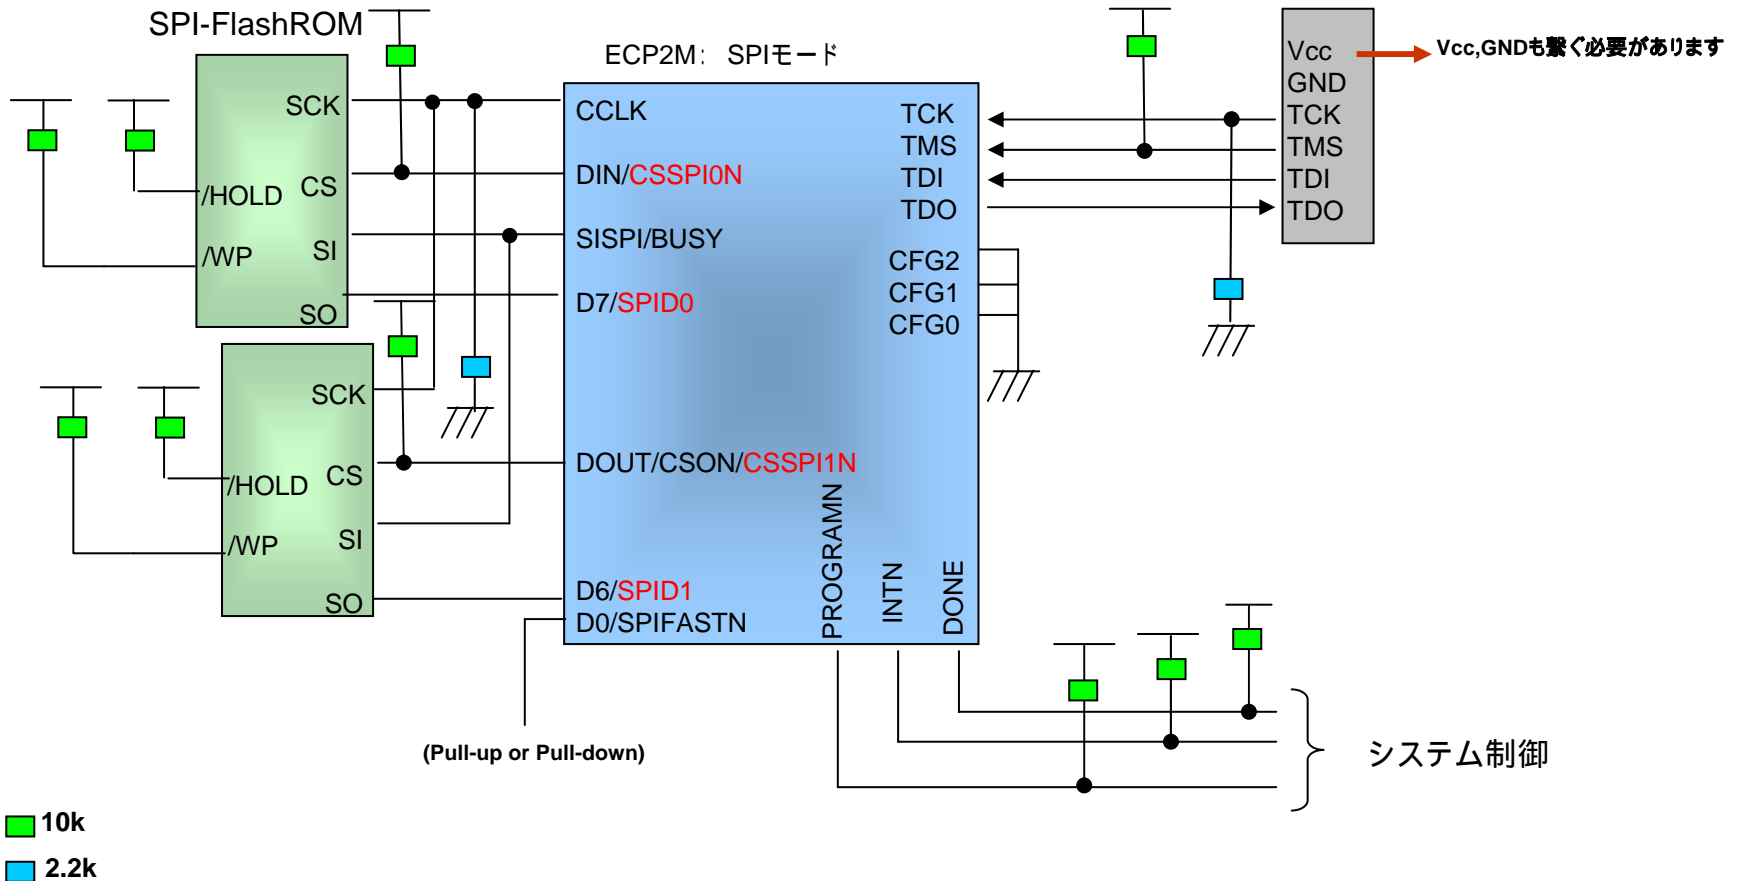 SPI-FlashROM
SCK
/HOLD
CS
/WP
SI
SO
SCK
/HOLD
CS
/WP
SI
SO
ECP2M: SPIモード
CCLK
DIN/CSSPI0N
SISPI/BUSY
D7/SPID0
DOUT/CSON/CSSPI1N
D6/SPID1
D0/SPIFASTN
TCK
TMS
TDI
TDO
CFG2
CFG1
CFG0
PROGRAMN
INTN
DONE
Vcc
GND
TCK
TMS
TDI
TDO
Vcc,GNDも繋ぐ必要があります
(Pull-up or Pull-down)
システム制御
10k
2.2k